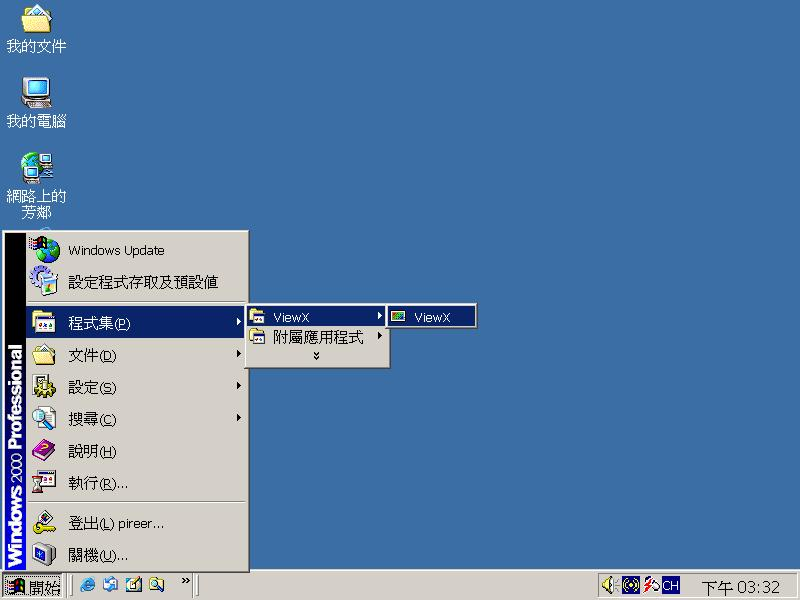 我的文件
我的電腦
網路上的
芳鄰
Windows Update
設定程式存取及預設値
程式集(P)
ViewX
ViewX
附屬應用程式
文件(D)
設定(S)
搜尋(C)
說明(H)
執行(R)...
登出(L) pireer...
關機(U)...
Windows 2000 Professional
開始
»
CH
下午 03:32